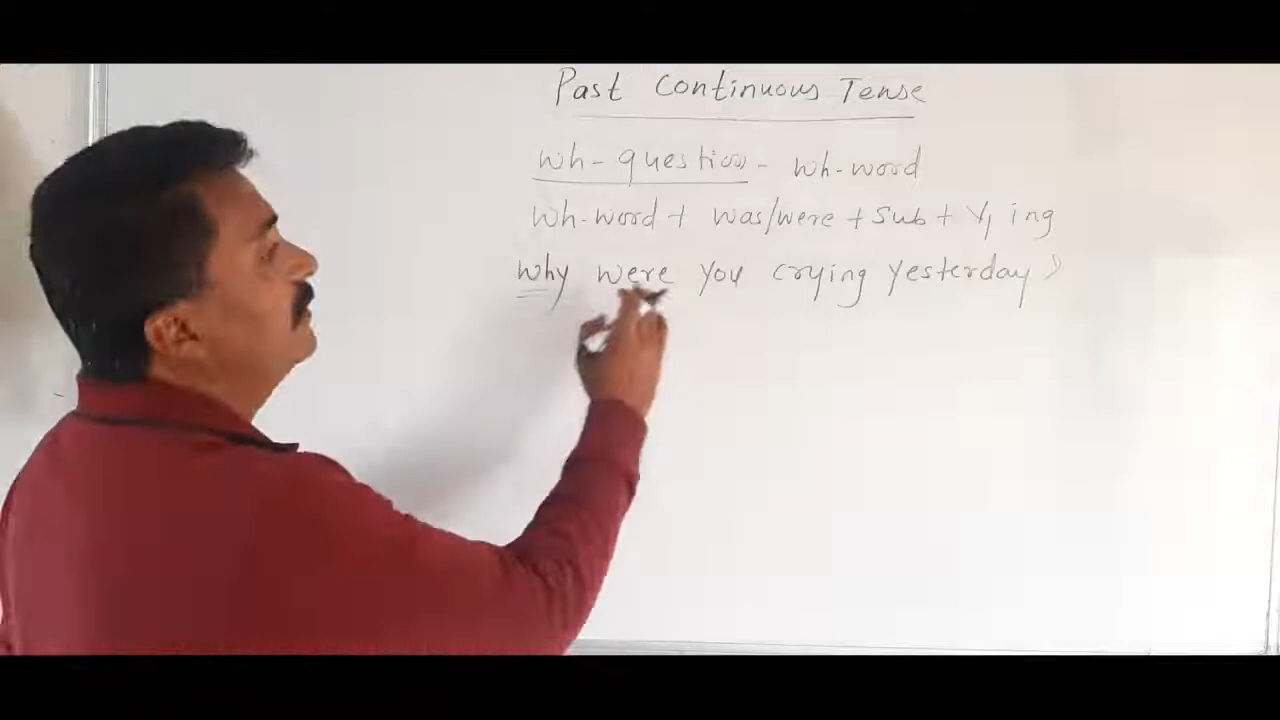 Past Continuous Tense
wh-question - wh-word
wh-word + was/were + Sub + V1 ing
why were you crying yesterday?